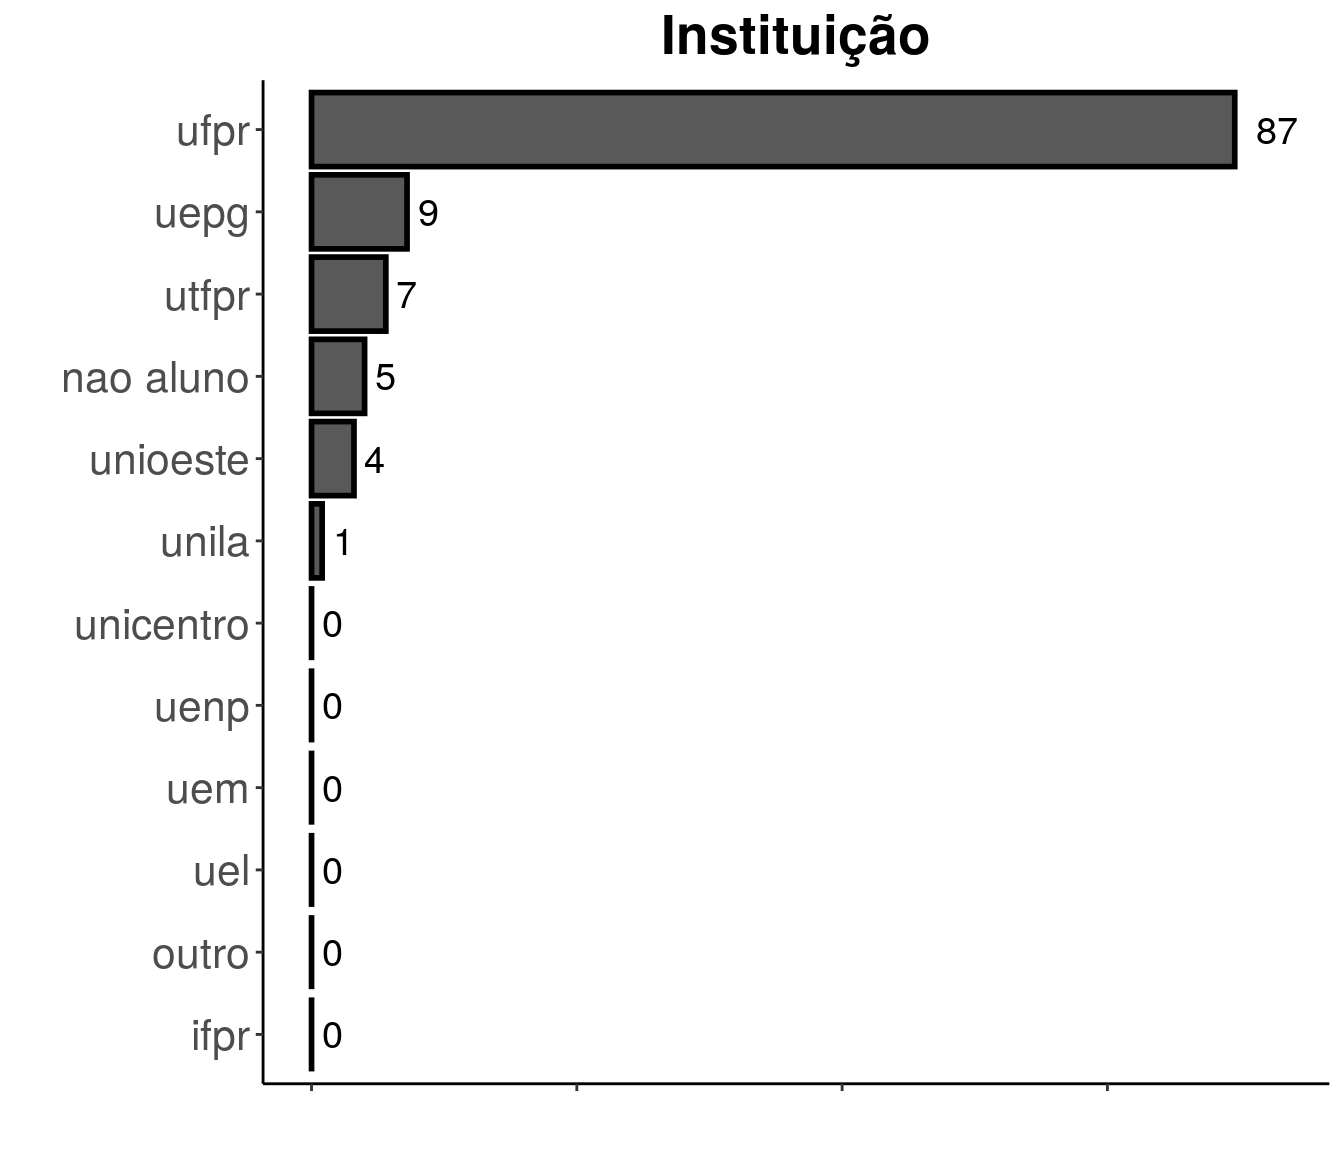 Instituição
ufpr 87
uepg 9
utfpr 7
nao aluno 5
unioeste 4
unila 1
unicentro 0
uenp 0
uem 0
uel 0
outro 0
ifpr 0